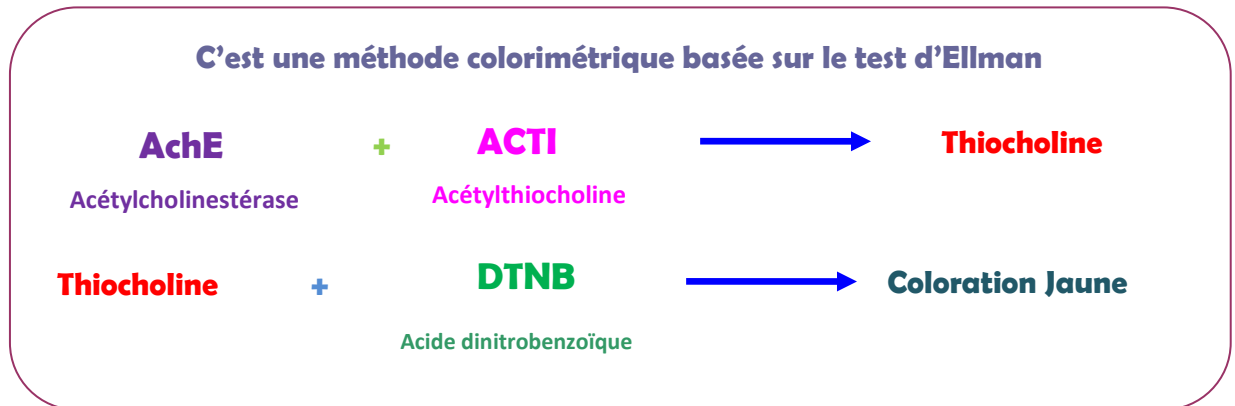 C'est une méthode colorimétrique basée sur le test d'Ellman
AchE + ACTI Thiocholine
Acétylcholinestérase Acétylthiocholine
Thiocholine + DTNB Coloration Jaune
Acide dinitrobenzoïque